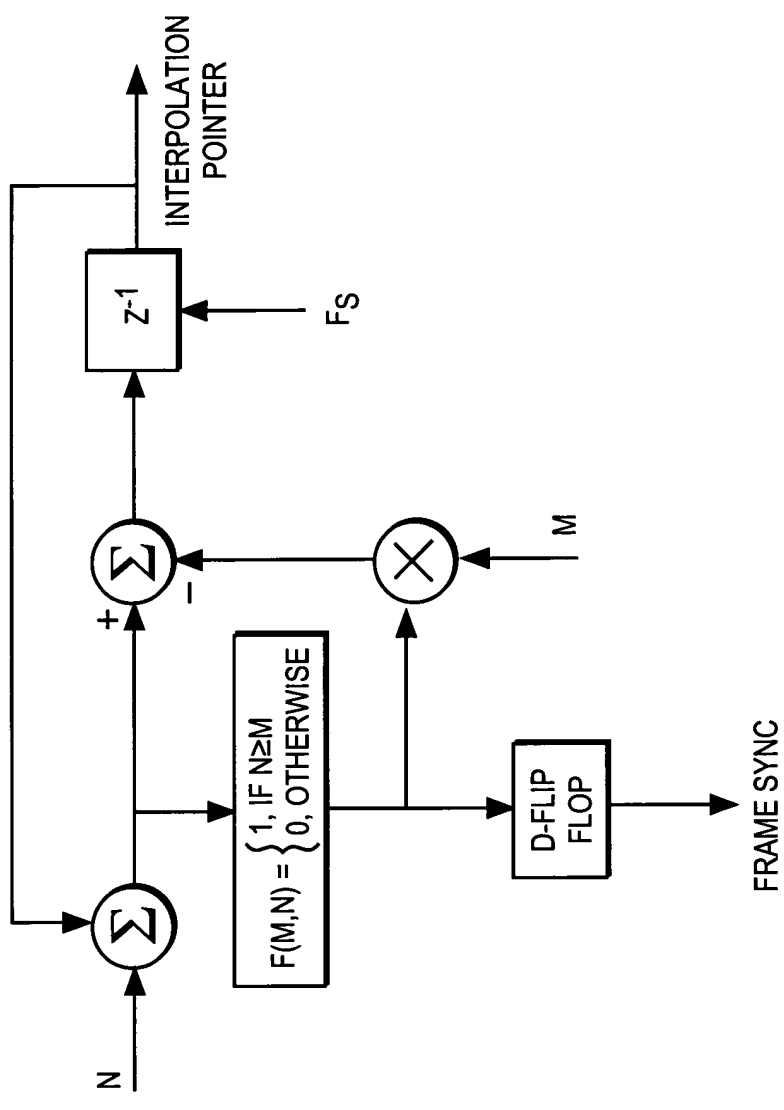 N
Σ
+
−
Σ
Z-1
INTERPOLATION
POINTER
FS
F(M,N) = { 1, IF N≥M
0, OTHERWISE
M
D-FLIP
FLOP
FRAME SYNC